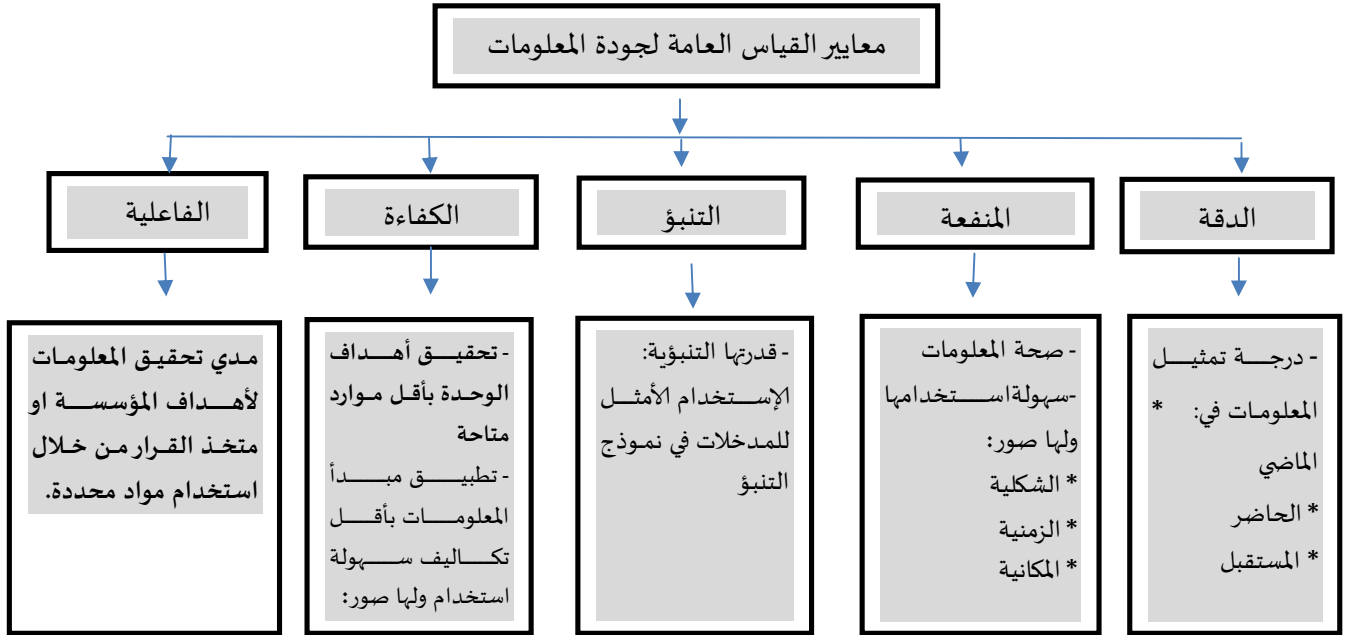 معايير القياس العامة لجودة المعلومات
الدقة
المنفعة
التنبؤ
الكفاءة
الفاعلية
- درجة تمثيل
المعلومات في: *
الماضي
* الحاضر
* المستقبل
- صحة المعلومات
-سهولة استخدامها
ولها صور:
* الشكلية
* الزمنية
* المكانية
- قدرتها التنبؤية:
الإستخدام الأمثل
للمدخلات في نموذج
التنبؤ
- تحقيق أهداف
الوحدة بأقل موارد
متاحة
- تطبيق مبدأ
المعلومات بأقل
تكاليف سهولة
استخدام ولها صور:
مدي تحقيق المعلومات
لأهداف المؤسسة او
متخذ القرار من خلال
استخدام مواد محددة.